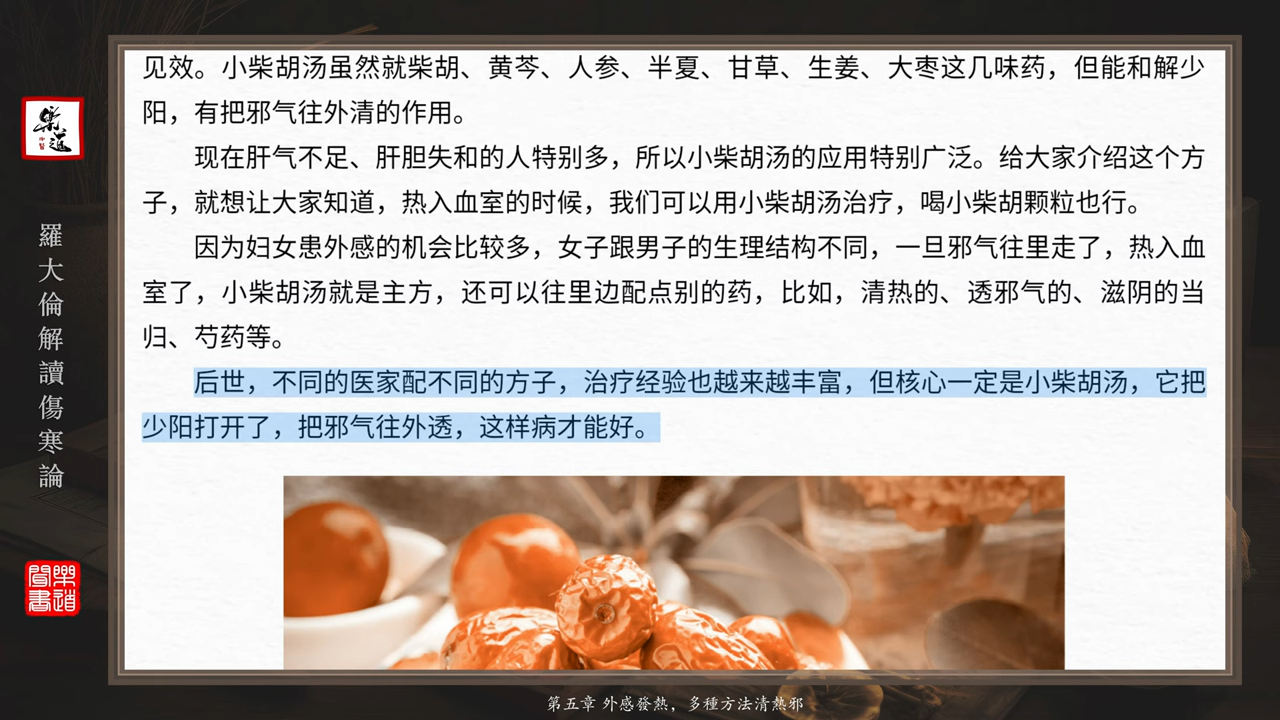 见效。小柴胡汤虽然就柴胡、黄芩、人参、半夏、甘草、生姜、大枣这几味药，但能和解少
阳，有把邪气往外清的作用。
现在肝气不足、肝胆失和的人特别多，所以小柴胡汤的应用特别广泛。给大家介绍这个方
子，就想让大家知道，热入血室的时候，我们可以用小柴胡汤治疗，喝小柴胡颗粒也行。
因为妇女患外感的机会比较多，女子跟男子的生理结构不同，一旦邪气往里走了，热入血
室了，小柴胡汤就是主方，还可以往里边配点别的药，比如，清热的、透邪气的、滋阴的当
归、芍药等。
后世，不同的医家配不同的方子，治疗经验也越来越丰富，但核心一定是小柴胡汤，它把
少阳打开了，把邪气往外透，这样病才能好。
樂道
中醫
羅大倫解讀傷寒論
樂道
聞書
第五章 外感發熱，多種方法清熱邪